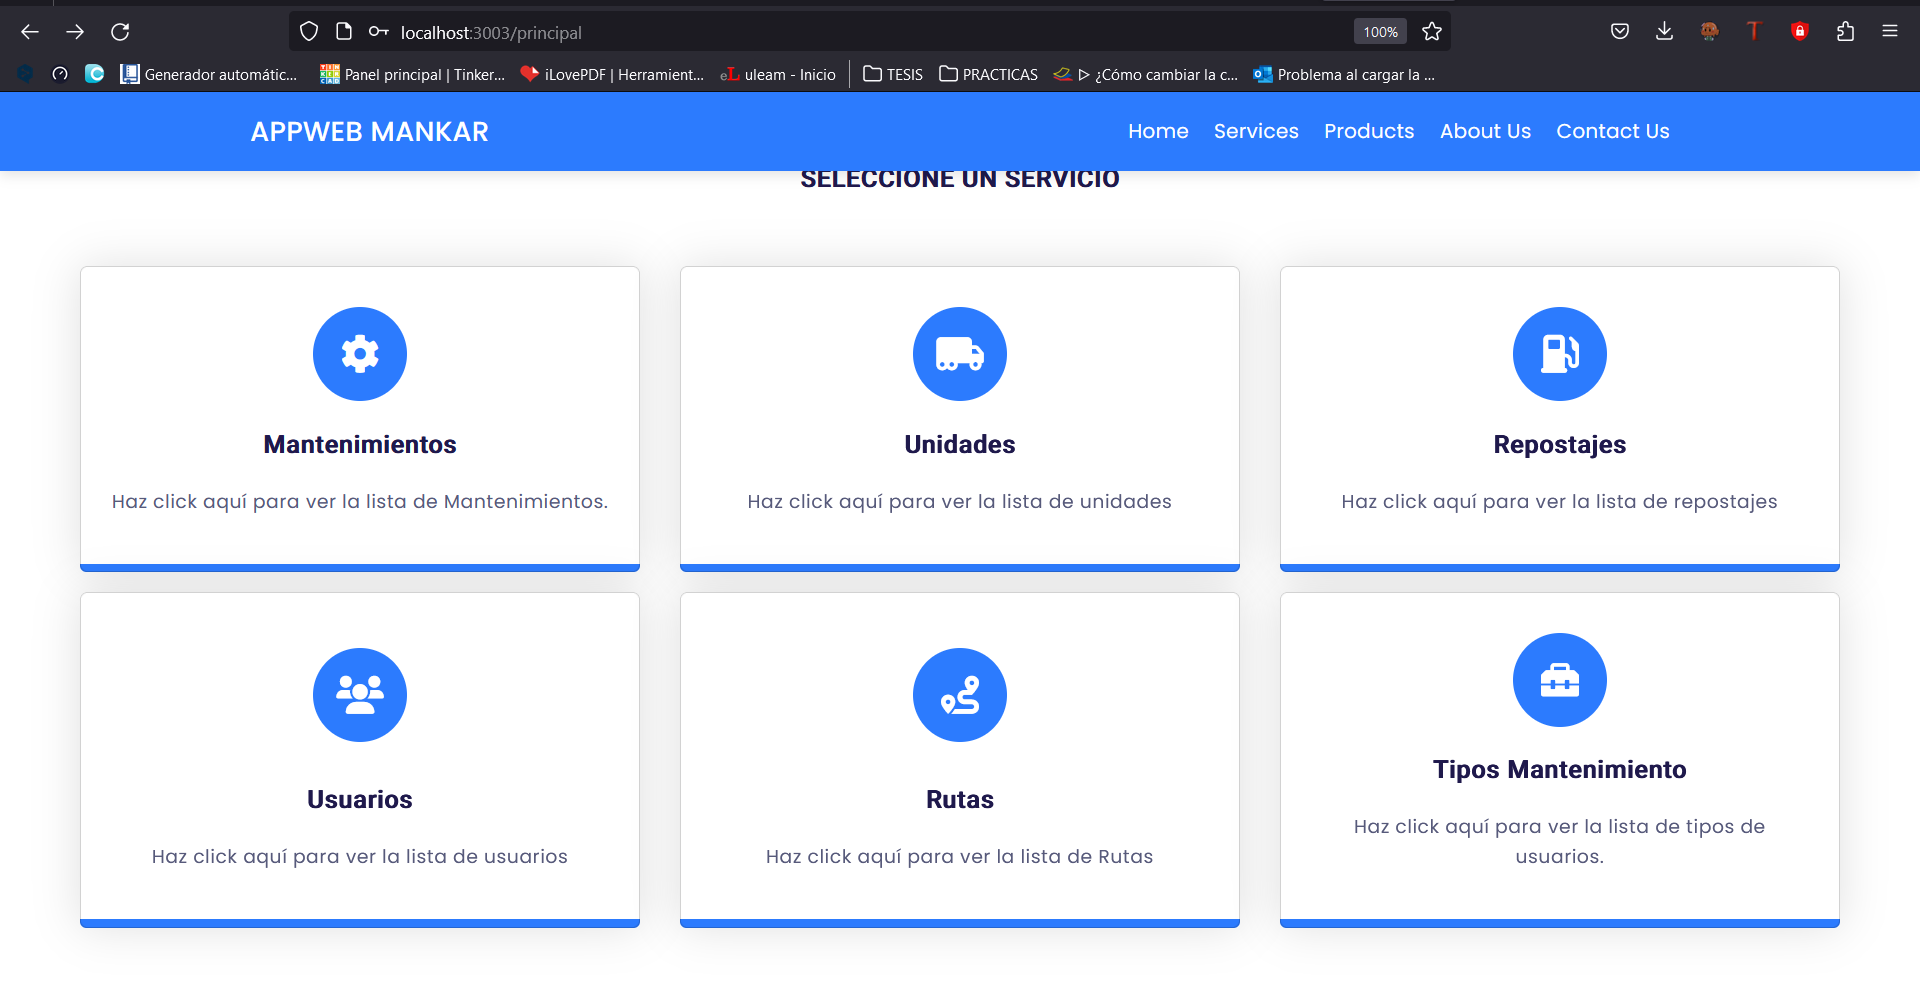 localhost:3003/principal
100%
Generador automátic...
Panel principal | Tinker...
iLovePDF | Herramient...
eL uleam - Inicio
TESIS
PRACTICAS
▷ ¿Cómo cambiar la c...
Problema al cargar la ...
APPWEB MANKAR
Home
Services
Products
About Us
Contact Us
SELECCIONE UN SERVICIO
Mantenimientos
Haz click aquí para ver la lista de Mantenimientos.
Unidades
Haz click aquí para ver la lista de unidades
Repostajes
Haz click aquí para ver la lista de repostajes
Usuarios
Haz click aquí para ver la lista de usuarios
Rutas
Haz click aquí para ver la lista de Rutas
Tipos Mantenimiento
Haz click aquí para ver la lista de tipos de
usuarios.